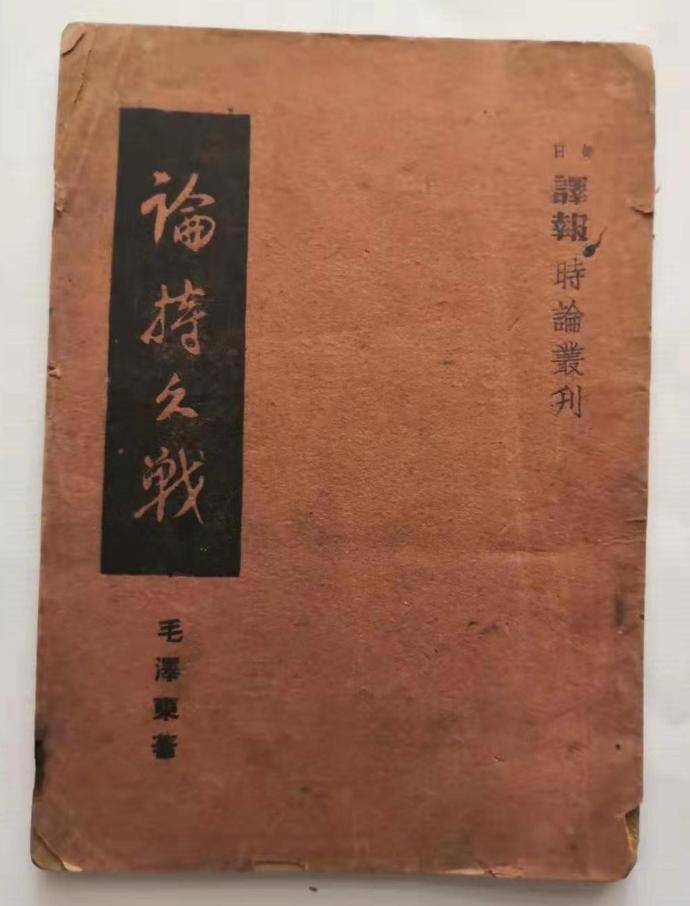 每日
譯報
時論叢刊
論持久戰
毛澤東著